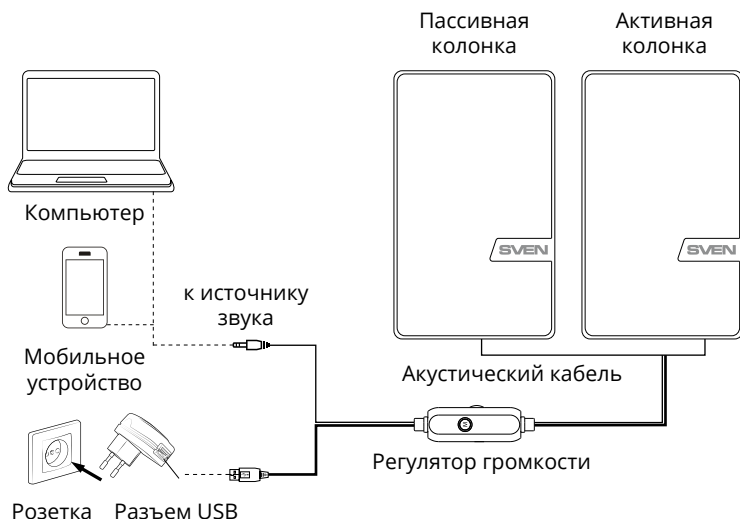 Пассивная
колонка
Активная
колонка
SVEN
SVEN
Компьютер
к источнику
звука
Мобильное
устройство
Акустический кабель
Регулятор громкости
Розетка
Разъем USB